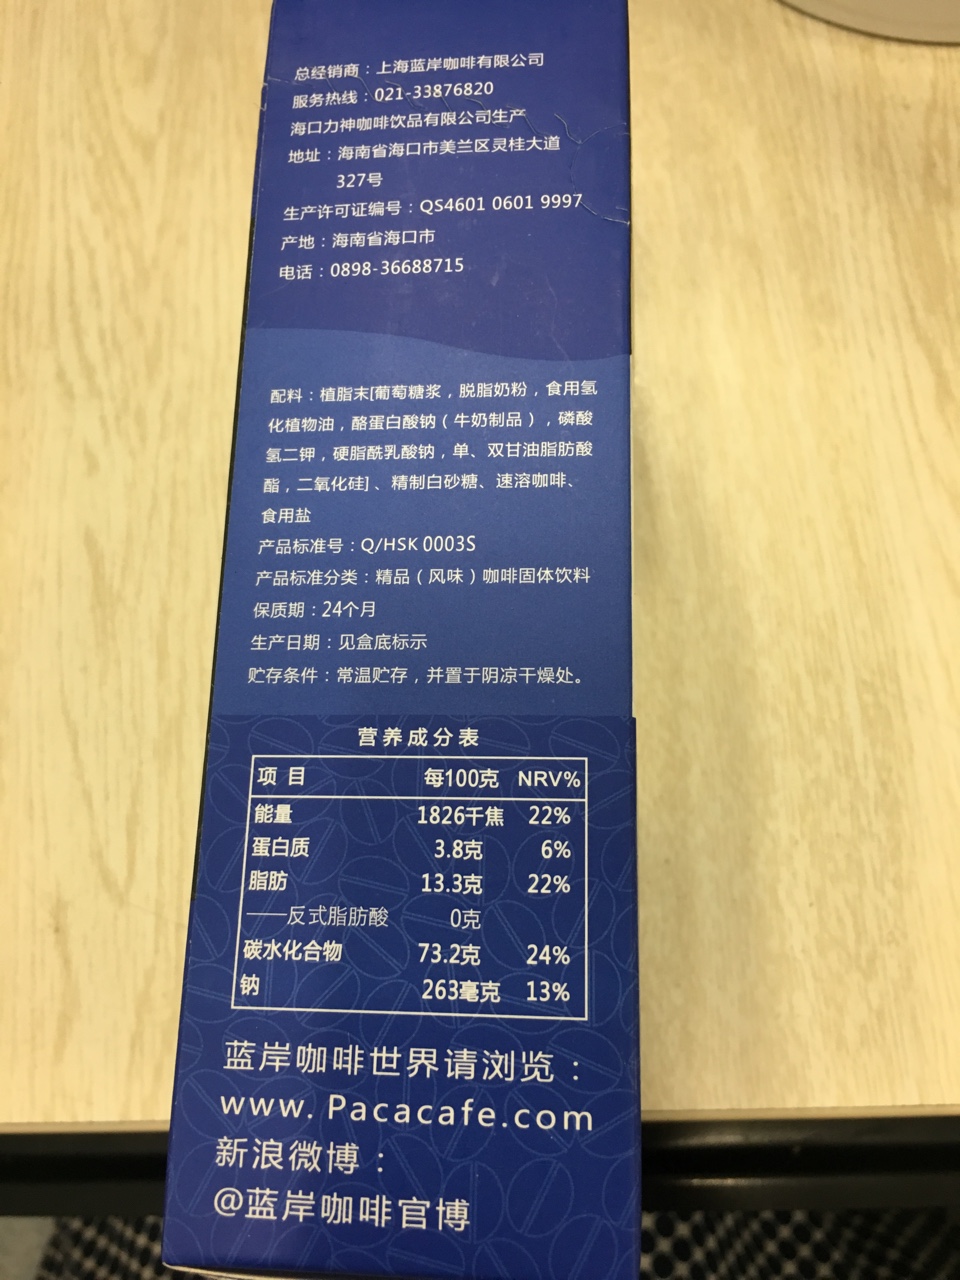 总经销商：上海蓝岸咖啡有限公司
服务热线：021-33876820
海口力神咖啡饮品有限公司生产
地址：海南省海口市美兰区灵桂大道
327号
生产许可证编号：QS4601 0601 9997
产地：海南省海口市
电话：0898-36688715
配料：植脂末[葡萄糖浆，脱脂奶粉，食用氢
化植物油，酪蛋白酸钠（牛奶制品），磷酸
氢二钾，硬脂酰乳酸钠，单、双甘油脂肪酸
酯，二氧化硅]、精制白砂糖、速溶咖啡、
食用盐
产品标准号：Q/HSK 0003S
产品标准分类：精品（风味）咖啡固体饮料
保质期：24个月
生产日期：见盒底标示
贮存条件：常温贮存，并置于阴凉干燥处。
营养成分表
项目 每100克 NRV%
能量 1826千焦 22%
蛋白质 3.8克 6%
脂肪 13.3克 22%
——反式脂肪酸 0克
碳水化合物 73.2克 24%
钠 263毫克 13%
蓝岸咖啡世界请浏览：
www. Pacacafe.com
新浪微博：
@蓝岸咖啡官博